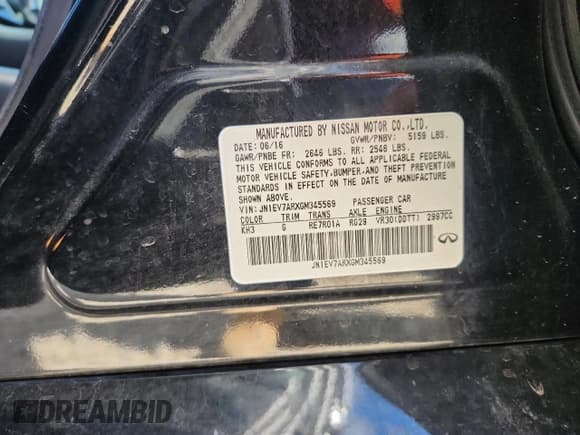 MANUFACTURED BY NISSAN MOTOR CO.,LTD.
DATE: 06/16 GVWR/PNBV: 5159 LBS.
GAWR/PNBE FR: 2646 LBS. RR: 2548 LBS.
THIS VEHICLE CONFORMS TO ALL APPLICABLE FEDERAL
MOTOR VEHICLE SAFETY,BUMPER,AND THEFT PREVENTION
STANDARDS IN EFFECT ON THE DATE OF MANUFACTURE
SHOWN ABOVE.
VIN: JN1EV7ARXGM345569 PASSENGER CAR
COLOR TRIM TRANS AXLE ENGINE
KH3 G RE7R01A RG29 VR30(DDTT) 2997CC
JN1EV7ARXGM345569
DREAMBID